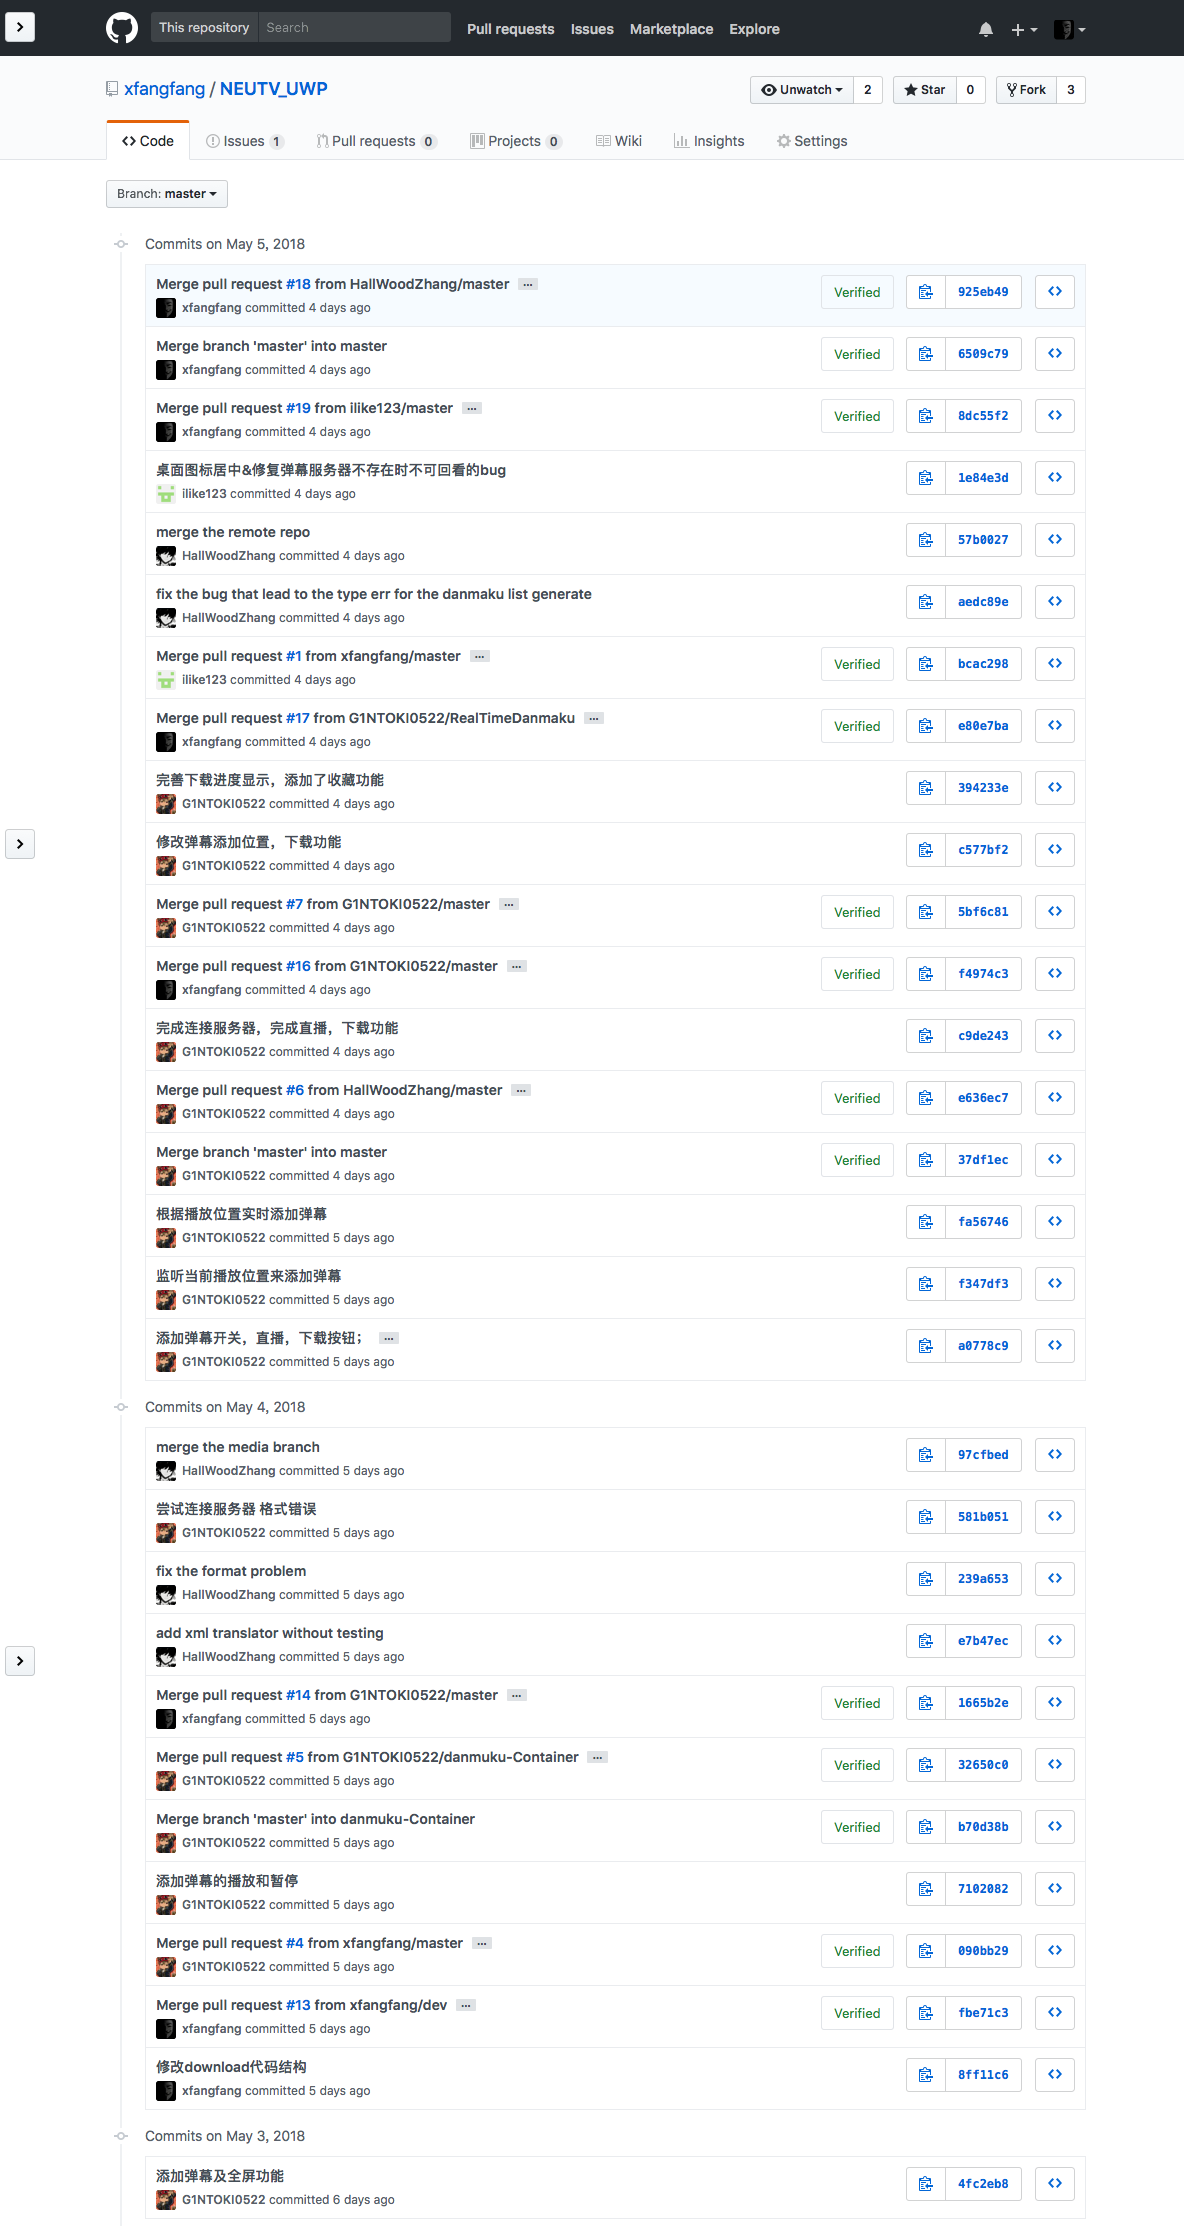 This repository Search Pull requests Issues Marketplace Explore
xfangfang / NEUTV_UWP Unwatch 2 Star 0 Fork 3
Code Issues 1 Pull requests 0 Projects 0 Wiki Insights Settings
Branch: master
Commits on May 5, 2018
Merge pull request #18 from HallWoodZhang/master …
xfangfang committed 4 days ago
Verified 925eb49
Merge branch 'master' into master
xfangfang committed 4 days ago
Verified 6509c79
Merge pull request #19 from ilike123/master …
xfangfang committed 4 days ago
Verified 8dc55f2
桌面图标居中&修复弹幕服务器不存在时不可回看的bug
ilike123 committed 4 days ago
1e84e3d
merge the remote repo
HallWoodZhang committed 4 days ago
57b0027
fix the bug that lead to the type err for the danmaku list generate
HallWoodZhang committed 4 days ago
aedc89e
Merge pull request #1 from xfangfang/master …
ilike123 committed 4 days ago
Verified bcac298
Merge pull request #17 from G1NTOKI0522/RealTimeDanmaku …
xfangfang committed 4 days ago
Verified e80e7ba
完善下载进度显示，添加了收藏功能
G1NTOKI0522 committed 4 days ago
394233e
修改弹幕添加位置，下载功能
G1NTOKI0522 committed 4 days ago
c577bf2
Merge pull request #7 from G1NTOKI0522/master …
G1NTOKI0522 committed 4 days ago
Verified 5bf6c81
Merge pull request #16 from G1NTOKI0522/master …
xfangfang committed 4 days ago
Verified f4974c3
完成连接服务器，完成直播，下载功能
G1NTOKI0522 committed 4 days ago
c9de243
Merge pull request #6 from HallWoodZhang/master …
G1NTOKI0522 committed 4 days ago
Verified e636ec7
Merge branch 'master' into master
G1NTOKI0522 committed 4 days ago
Verified 37df1ec
根据播放位置实时添加弹幕
G1NTOKI0522 committed 5 days ago
fa56746
监听当前播放位置来添加弹幕
G1NTOKI0522 committed 5 days ago
f347df3
添加弹幕开关，直播，下载按钮； …
G1NTOKI0522 committed 5 days ago
a0778c9
Commits on May 4, 2018
merge the media branch
HallWoodZhang committed 5 days ago
97cfbed
尝试连接服务器 格式错误
G1NTOKI0522 committed 5 days ago
581b051
fix the format problem
HallWoodZhang committed 5 days ago
239a653
add xml translator without testing
HallWoodZhang committed 5 days ago
e7b47ec
Merge pull request #14 from G1NTOKI0522/master …
xfangfang committed 5 days ago
Verified 1665b2e
Merge pull request #5 from G1NTOKI0522/danmuku-Container …
G1NTOKI0522 committed 5 days ago
Verified 32650c0
Merge branch 'master' into danmuku-Container
G1NTOKI0522 committed 5 days ago
Verified b70d38b
添加弹幕的播放和暂停
G1NTOKI0522 committed 5 days ago
7102082
Merge pull request #4 from xfangfang/master …
G1NTOKI0522 committed 5 days ago
Verified 090bb29
Merge pull request #13 from xfangfang/dev …
xfangfang committed 5 days ago
Verified fbe71c3
修改download代码结构
xfangfang committed 5 days ago
8ff11c6
Commits on May 3, 2018
添加弹幕及全屏功能
G1NTOKI0522 committed 6 days ago
4fc2eb8